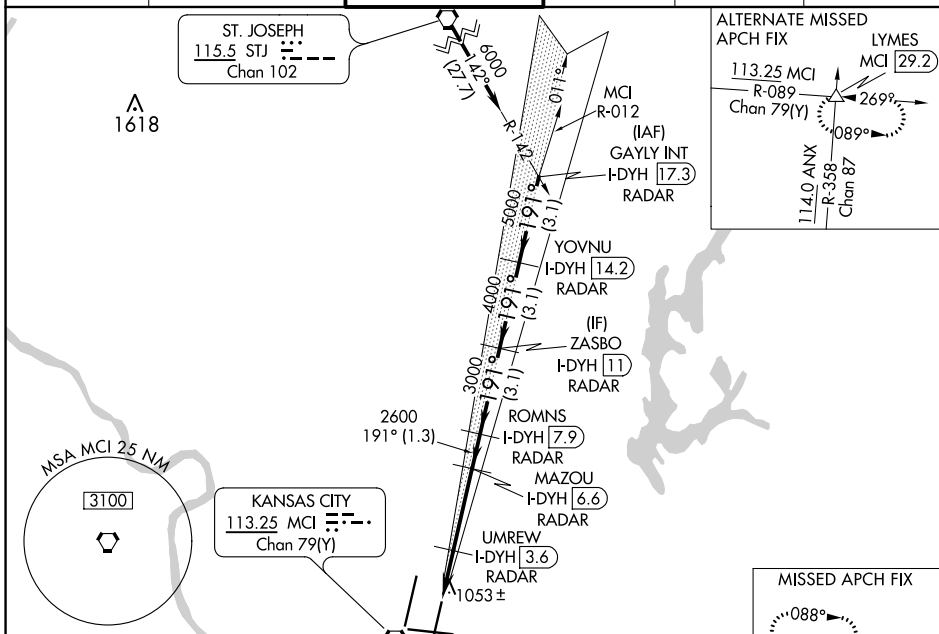 ST. JOSEPH
115.5 STJ
Chan 102
6000
142°
(27.7)
R-142
1618
011°
MCI
R-012
(IAF)
GAYLY INT
I-DYH 17.3
RADAR
5000
191°
(3.1)
YOVNU
I-DYH 14.2
RADAR
4000
191°
(3.1)
(IF)
ZASBO
I-DYH 11
RADAR
3000
191°
(3.1)
2600
191° (1.3)
ROMNS
I-DYH 7.9
RADAR
MAZOU
I-DYH 6.6
RADAR
UMREW
I-DYH 3.6
RADAR
1053 ±
MSA MCI 25 NM
3100
KANSAS CITY
113.25 MCI
Chan 79(Y)
ALTERNATE MISSED
APCH FIX
LYMES
MCI 29.2
113.25 MCI
R-089
Chan 79(Y)
269°
089°
114.0 ANX
R-358
Chan 87
MISSED APCH FIX
088°